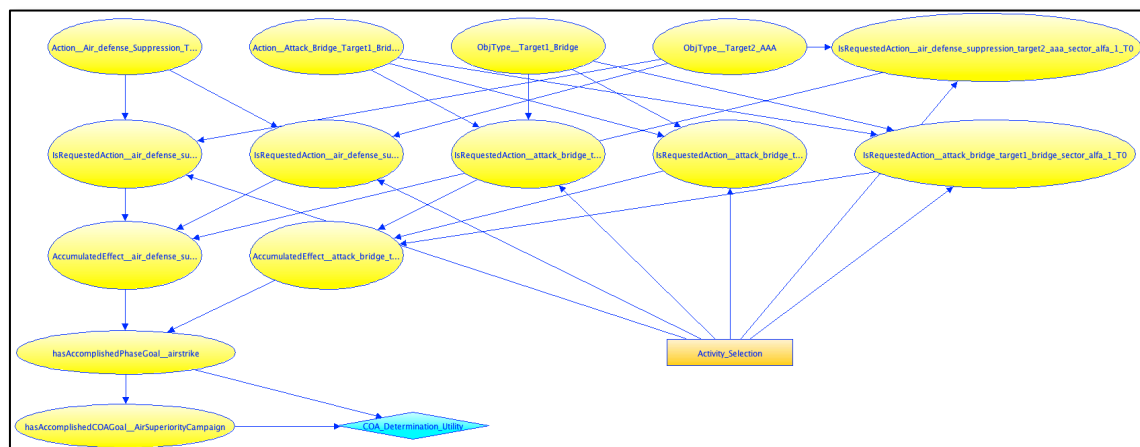 Action__Air_defense_Suppression_T...
Action__Attack_Bridge_Target1_Brid...
ObjType__Target1_Bridge
ObjType__Target2_AAA
IsRequestedAction__air_defense_suppression_target2_aaa_sector_alfa_1_T0
IsRequestedAction__air_defense_su...
IsRequestedAction__air_defense_su...
IsRequestedAction__attack_bridge_t...
IsRequestedAction__attack_bridge_t...
IsRequestedAction__attack_bridge_target1_bridge_sector_alfa_1_T0
AccumulatedEffect__air_defense_su...
AccumulatedEffect__attack_bridge_t...
hasAccomplishedPhaseGoal__airstrike
Activity_Selection
hasAccomplishedCOAGoal__AirSuperiorityCampaign
COA_Determination_Utility